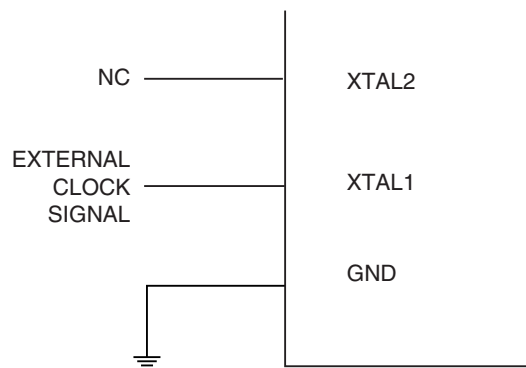 NC
XTAL2
EXTERNAL
CLOCK
SIGNAL
XTAL1
GND